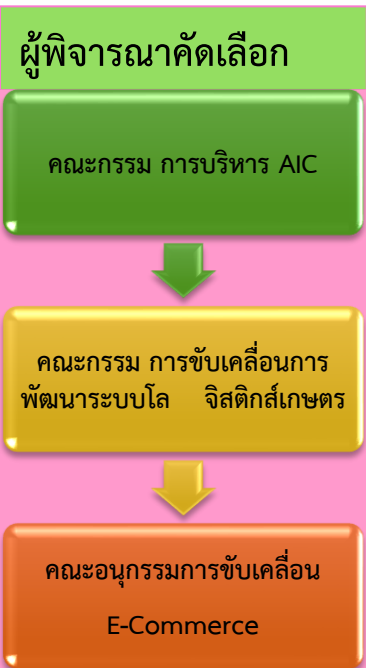 ผู้พิจารณาคัดเลือก
คณะกรรม การบริหาร AIC
คณะกรรม การขับเคลื่อนการ
พัฒนาระบบโล จิสติกส์เกษตร
คณะอนุกรรมการขับเคลื่อน
E-Commerce